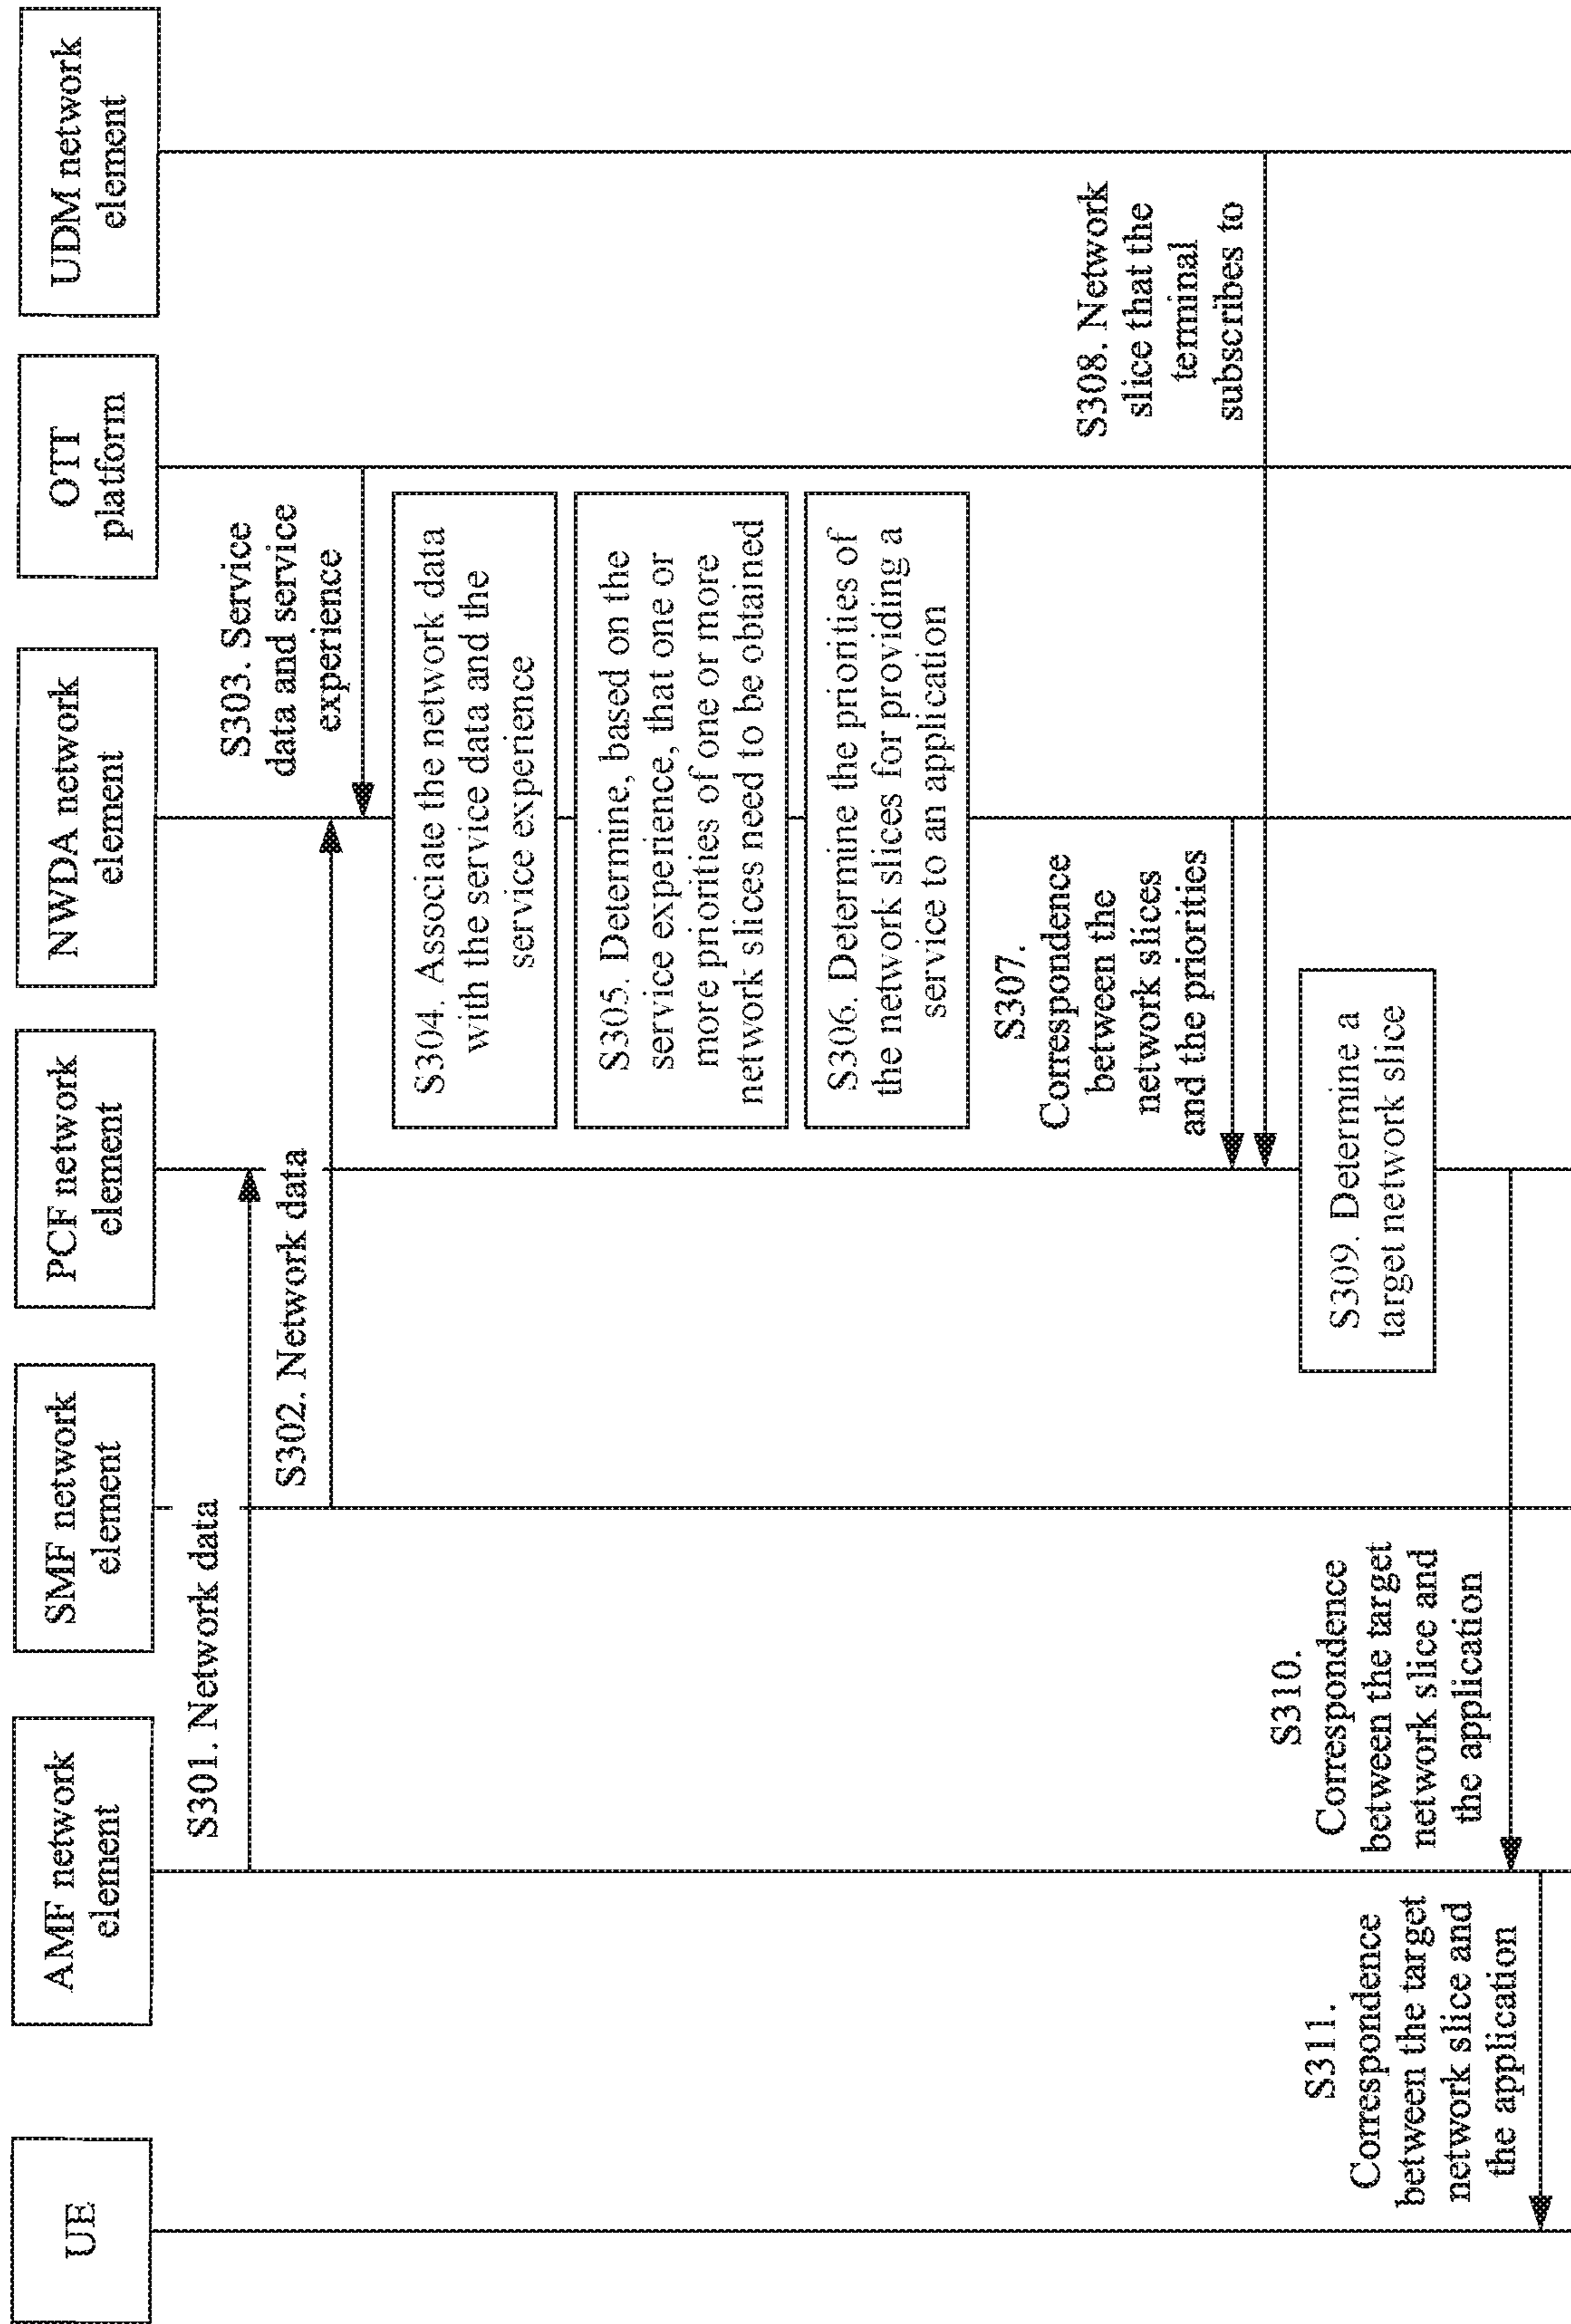 UE
AMF network
element
SMF network
element
PCF network
element
NWDA network
element
OTT
platform
UDM network
element
S301. Network data
S302. Network data
S303. Service
data and service
experience
S304. Associate the network data
with the service data and the
service experience
S305. Determine, based on the
service experience, that one or
more priorities of one or more
network slices need to be obtained
S306. Determine the priorities of
the network slices for providing a
service to an application
S307.
Correspondence
between the
network slices
and the priorities
S308. Network
slice that the
terminal
subscribes to
S309. Determine a
target network slice
S310.
Correspondence
between the target
network slice and
the application
S311.
Correspondence
between the target
network slice and
the application